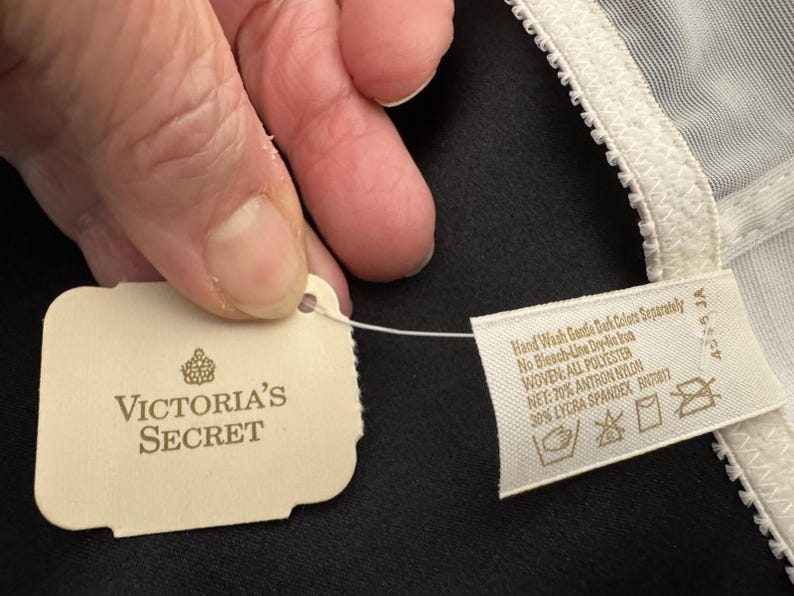 VICTORIA'S
SECRET
Hand Wash Gentle Dark Colors Separately
No Bleach-Line Dry-No Iron
WOVEN: ALL POLYESTER
NET: 70% ANTRON NYLON
30% LYCRA SPANDEX, RN70817